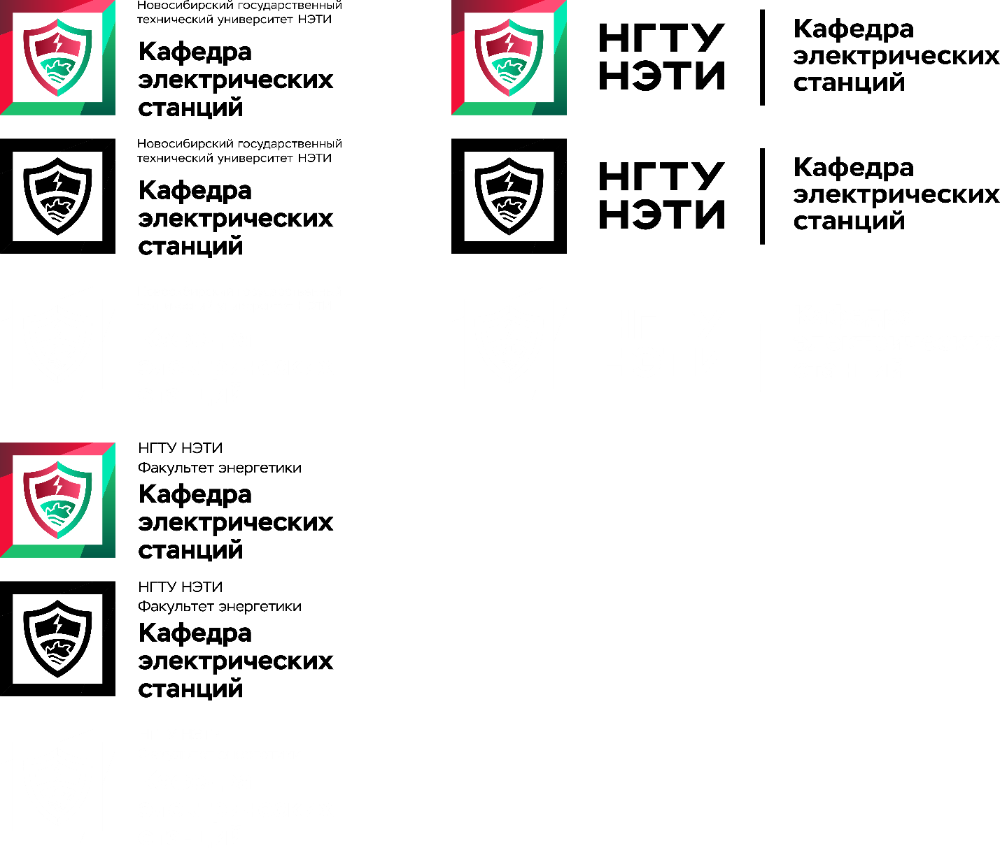 Новосибирский государственный
технический университет НЭТИ
Кафедра
электрических
станций
НГТУ
НЭТИ
Кафедра
электрических
станций
Новосибирский государственный
технический университет НЭТИ
Кафедра
электрических
станций
НГТУ
НЭТИ
Кафедра
электрических
станций
НГТУ НЭТИ
Факультет энергетики
Кафедра
электрических
станций
НГТУ НЭТИ
Факультет энергетики
Кафедра
электрических
станций